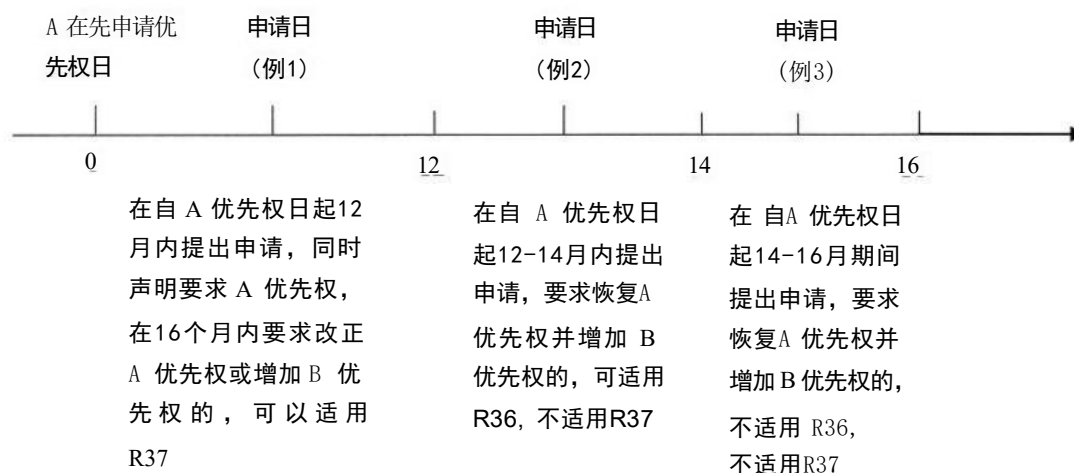 A 在先申请优
先权日
申请日
(例1)
申请日
(例2)
申请日
(例3)
0
12
14
16
在自 A 优先权日起12
月内提出申请，同时
声明要求 A 优先权，
在16个月内要求改正
A 优先权或增加 B 优
先权的，可以适用
R37
在自 A 优先权日
起12-14月内提出
申请，要求恢复A
优先权并增加 B
优先权的，可适用
R36, 不适用R37
在 自A 优先权日
起14-16月期间
提出申请，要求
恢复A 优先权并
增加 B 优先权的，
不适用 R36,
不适用R37